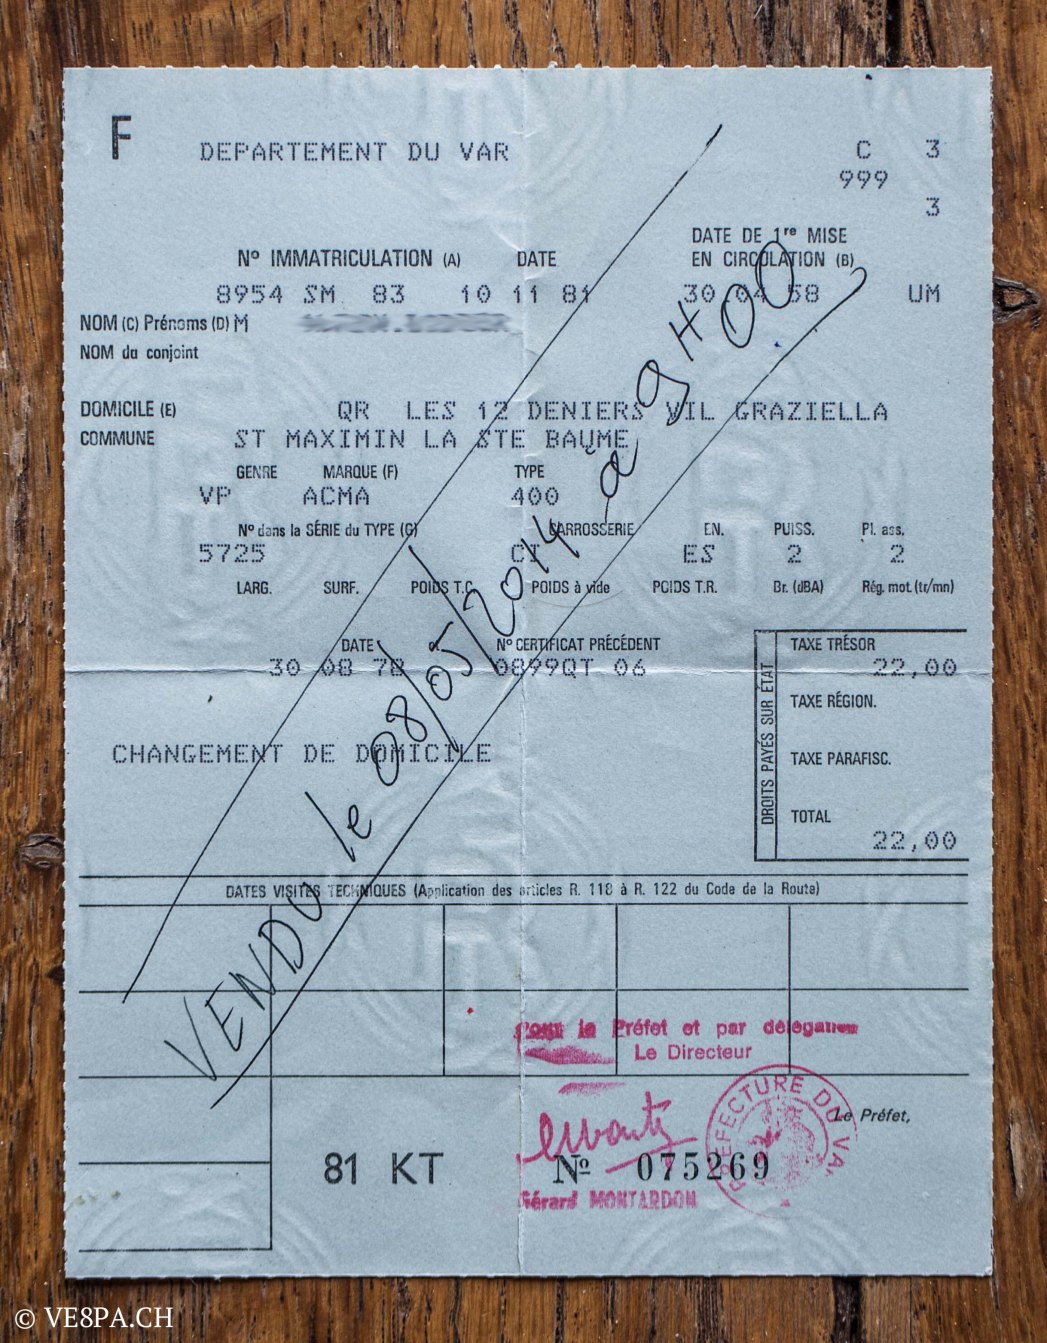 F
DEPARTEMENT DU VAR
C 3
999
3
Nº IMMATRICULATION (A) DATE
DATE DE 1re MISE
EN CIRCULATION (B)
8954 SM 83 10 11 81 30 04 58 UM
NOM (C) Prénoms (D) M
NOM du conjoint
DOMICILE (E) QR LES 12 DENIERS VIL GRAZIELLA
COMMUNE ST MAXIMIN LA STE BAUME
GENRE MARQUE (F) TYPE
VP ACMA 400
Nº dans la SÉRIE du TYPE (G) CARROSSERIE EN. PUISS. Pl. ass.
5725 CI ES 2 2
LARG. SURF. POIDS T.C. POIDS à vide POIDS T.R. Br. (dBA) Rég. mot. (tr/mn)
DATE Nº CERTIFICAT PRÉCÉDENT
30 08 78 0899QT 06
DROITS PAYES SUR ÉTAT
TAXE TRÉSOR
22,00
TAXE RÉGION.
CHANGEMENT DE DOMICILE
TAXE PARAFISC.
TOTAL
22,00
VENDU le 08/05/2014 à 9H00
DATES VISITES TECHNIQUES (Application des articles R. 118 à R. 122 du Code de la Route)
Pour le Préfet et par délégation
Le Directeur
PREFECTURE DU VAR
Le Préfet,
81 KT
Nº 075269
Gérard MONTARDON
© VE8PA.CH